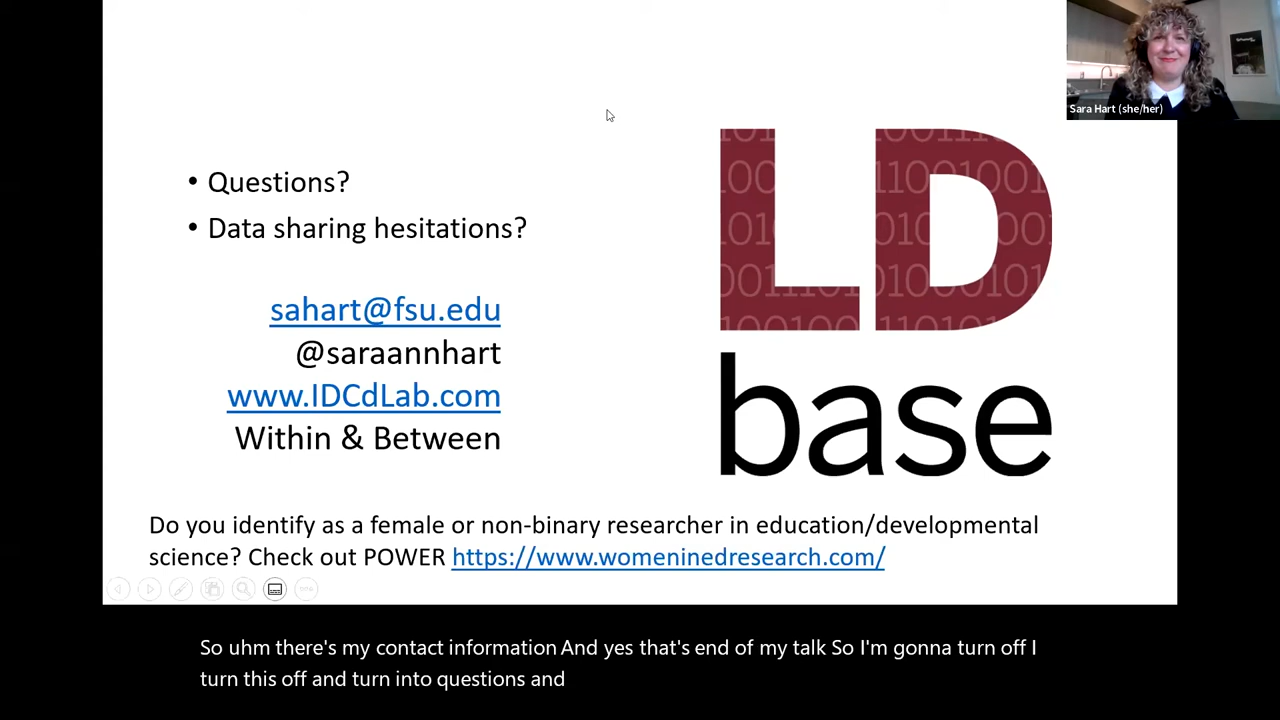 Sara Hart (she/her)
• Questions?
• Data sharing hesitations?
sahart@fsu.edu
@saraannhart
www.IDCdLab.com
Within & Between
LD
base
Do you identify as a female or non-binary researcher in education/developmental
science? Check out POWER https://www.womeninedresearch.com/
So uhm there's my contact information And yes that's end of my talk So I'm gonna turn off I
turn this off and turn into questions and